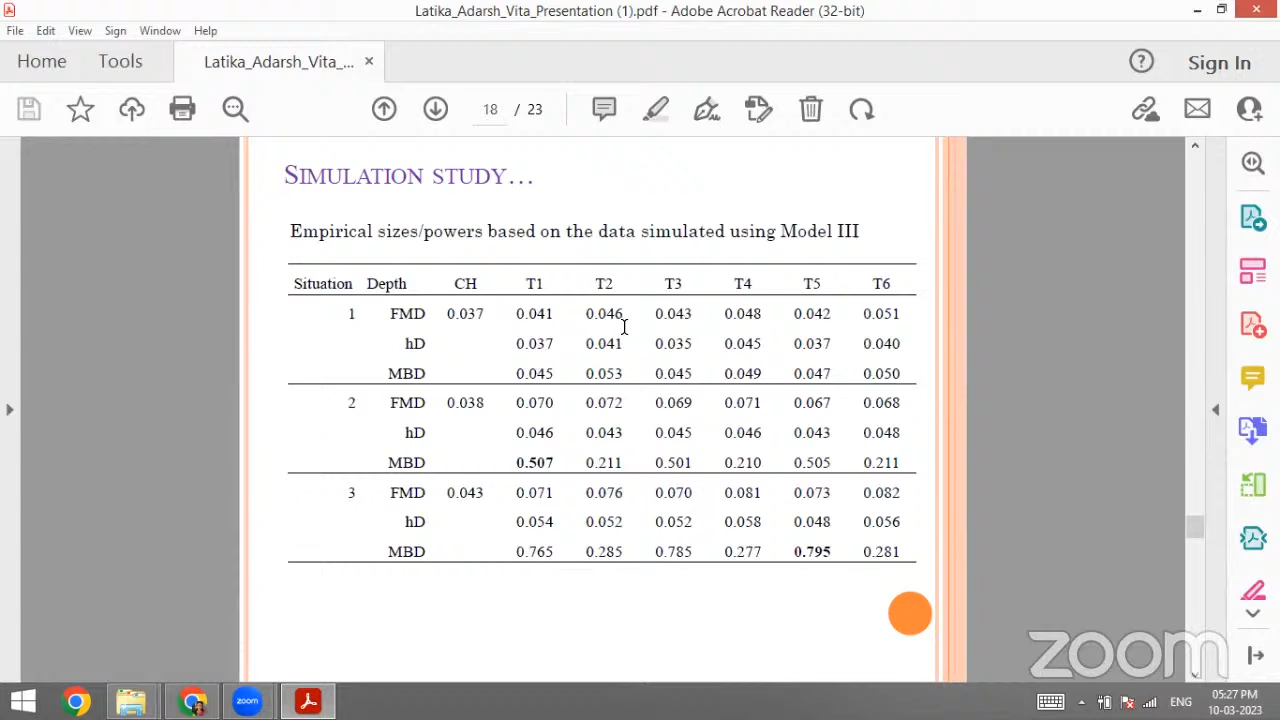 Latika_Adarsh_Vita_Presentation (1).pdf - Adobe Acrobat Reader (32-bit)
File Edit View Sign Window Help
Home Tools Latika_Adarsh_Vita_... × Sign In
18 / 23
SIMULATION STUDY...
Empirical sizes/powers based on the data simulated using Model III
Situation Depth CH T1 T2 T3 T4 T5 T6
1 FMD 0.037 0.041 0.046 0.043 0.048 0.042 0.051
hD 0.037 0.041 0.035 0.045 0.037 0.040
MBD 0.045 0.053 0.045 0.049 0.047 0.050
2 FMD 0.038 0.070 0.072 0.069 0.071 0.067 0.068
hD 0.046 0.043 0.045 0.046 0.043 0.048
MBD 0.507 0.211 0.501 0.210 0.505 0.211
3 FMD 0.043 0.071 0.076 0.070 0.081 0.073 0.082
hD 0.054 0.052 0.052 0.058 0.048 0.056
MBD 0.765 0.285 0.785 0.277 0.795 0.281
zoom
zoom
ENG
05:27 PM
10-03-2023